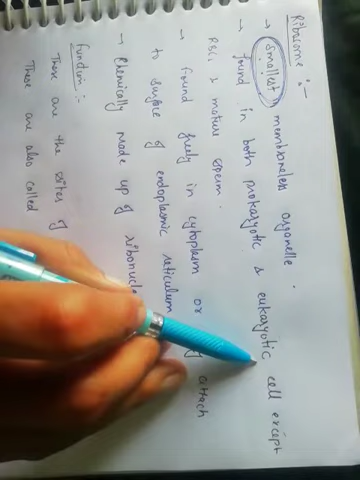 Ribosome :-
→ Smallest membraneless organelle.
→ found in both prokaryotic & eukaryotic cell except
RBCs & mature sperm.
→ found freely in cytoplasm or attach
to surface of endoplasmic reticulum
→ Chemically made up of ribonucle
function :-
These are the sites of
These are also called